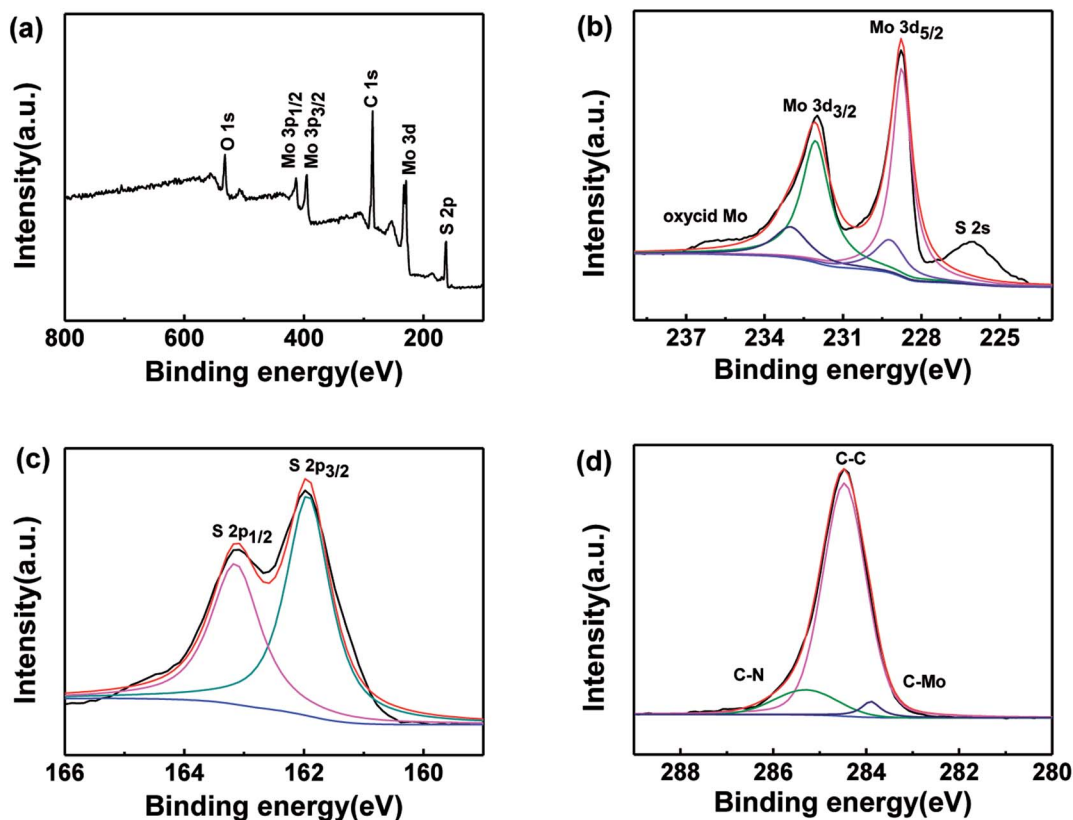 (a)
Intensity(a.u.)
O 1s
Mo 3p1/2
Mo 3p3/2
C 1s
Mo 3d
S 2p
800 600 400 200
Binding energy(eV)
(b)
Intensity(a.u.)
Mo 3d5/2
Mo 3d3/2
oxycid Mo
S 2s
237 234 231 228 225
Binding energy(eV)
(c)
Intensity(a.u.)
S 2p3/2
S 2p1/2
166 164 162 160
Binding energy(eV)
(d)
Intensity(a.u.)
C-C
C-N
C-Mo
288 286 284 282 280
Binding energy(eV)